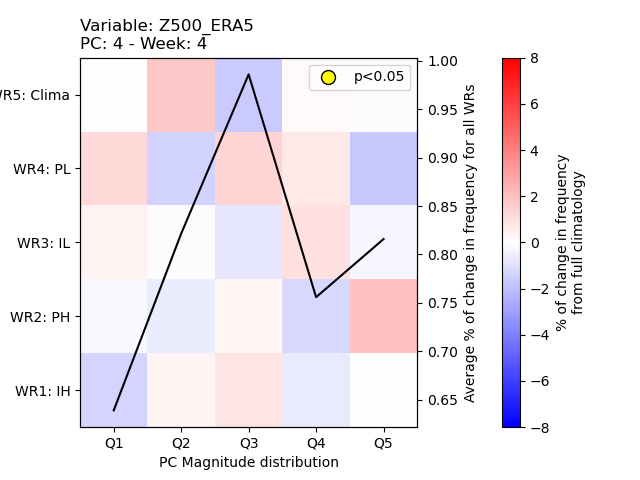 Variable: Z500_ERA5
PC: 4 - Week: 4
p<0.05
WR5: Clima
WR4: PL
WR3: IL
WR2: PH
WR1: IH
Q1 Q2 Q3 Q4 Q5
PC Magnitude distribution
1.00
0.95
0.90
0.85
0.80
0.75
0.70
0.65
Average % of change in frequency for all WRs
8
6
4
2
0
−2
−4
−6
−8
% of change in frequency
from full climatology